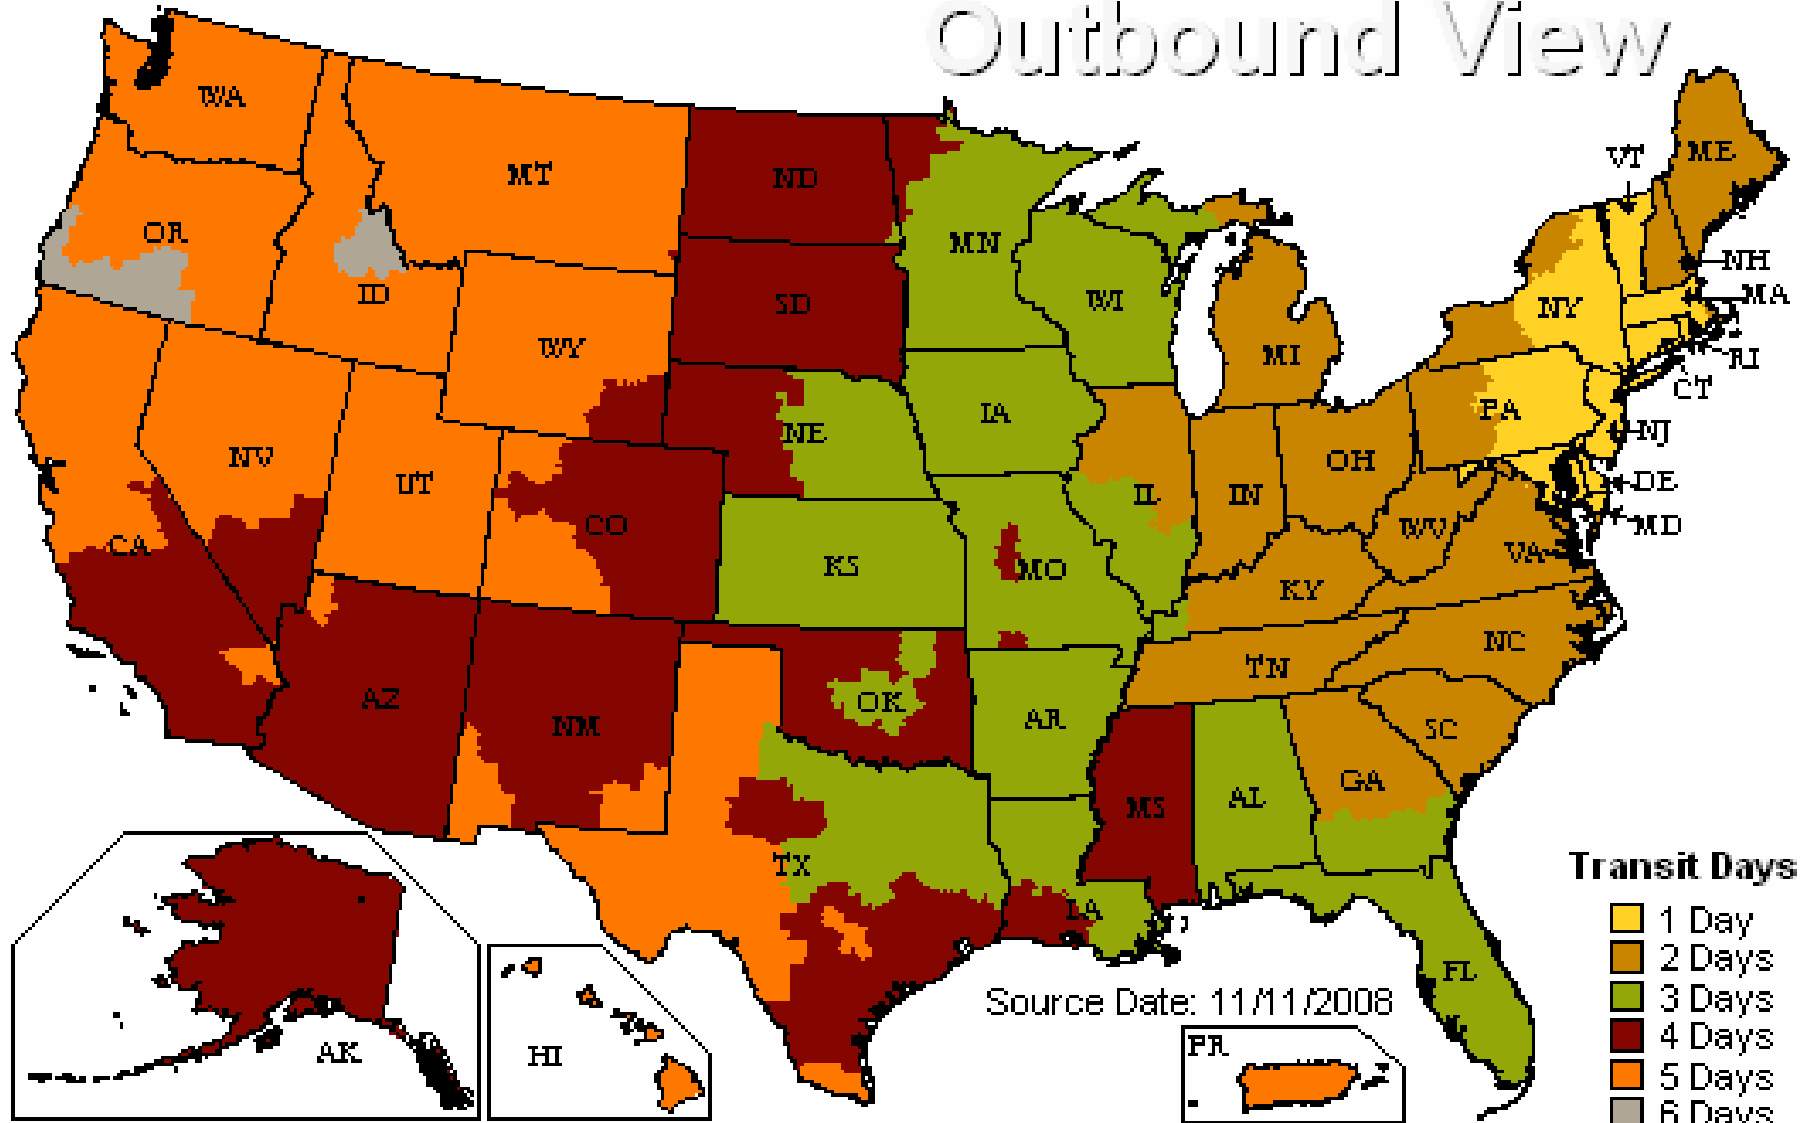 Outbound View
WA
MT
ND
MN
VT
ME
OR
ID
SD
WI
NH
MA
WY
NY
MI
RI
CT
NV
UT
NE
IA
PA
NJ
CO
IL
IN
OH
DE
CA
KS
MO
WV
MD
VA
KY
AZ
NM
OK
AR
TN
NC
SC
TX
MS
AL
GA
LA
FL
AK
HI
PR
Source Date: 11/11/2008
Transit Days
1 Day
2 Days
3 Days
4 Days
5 Days
6 Days